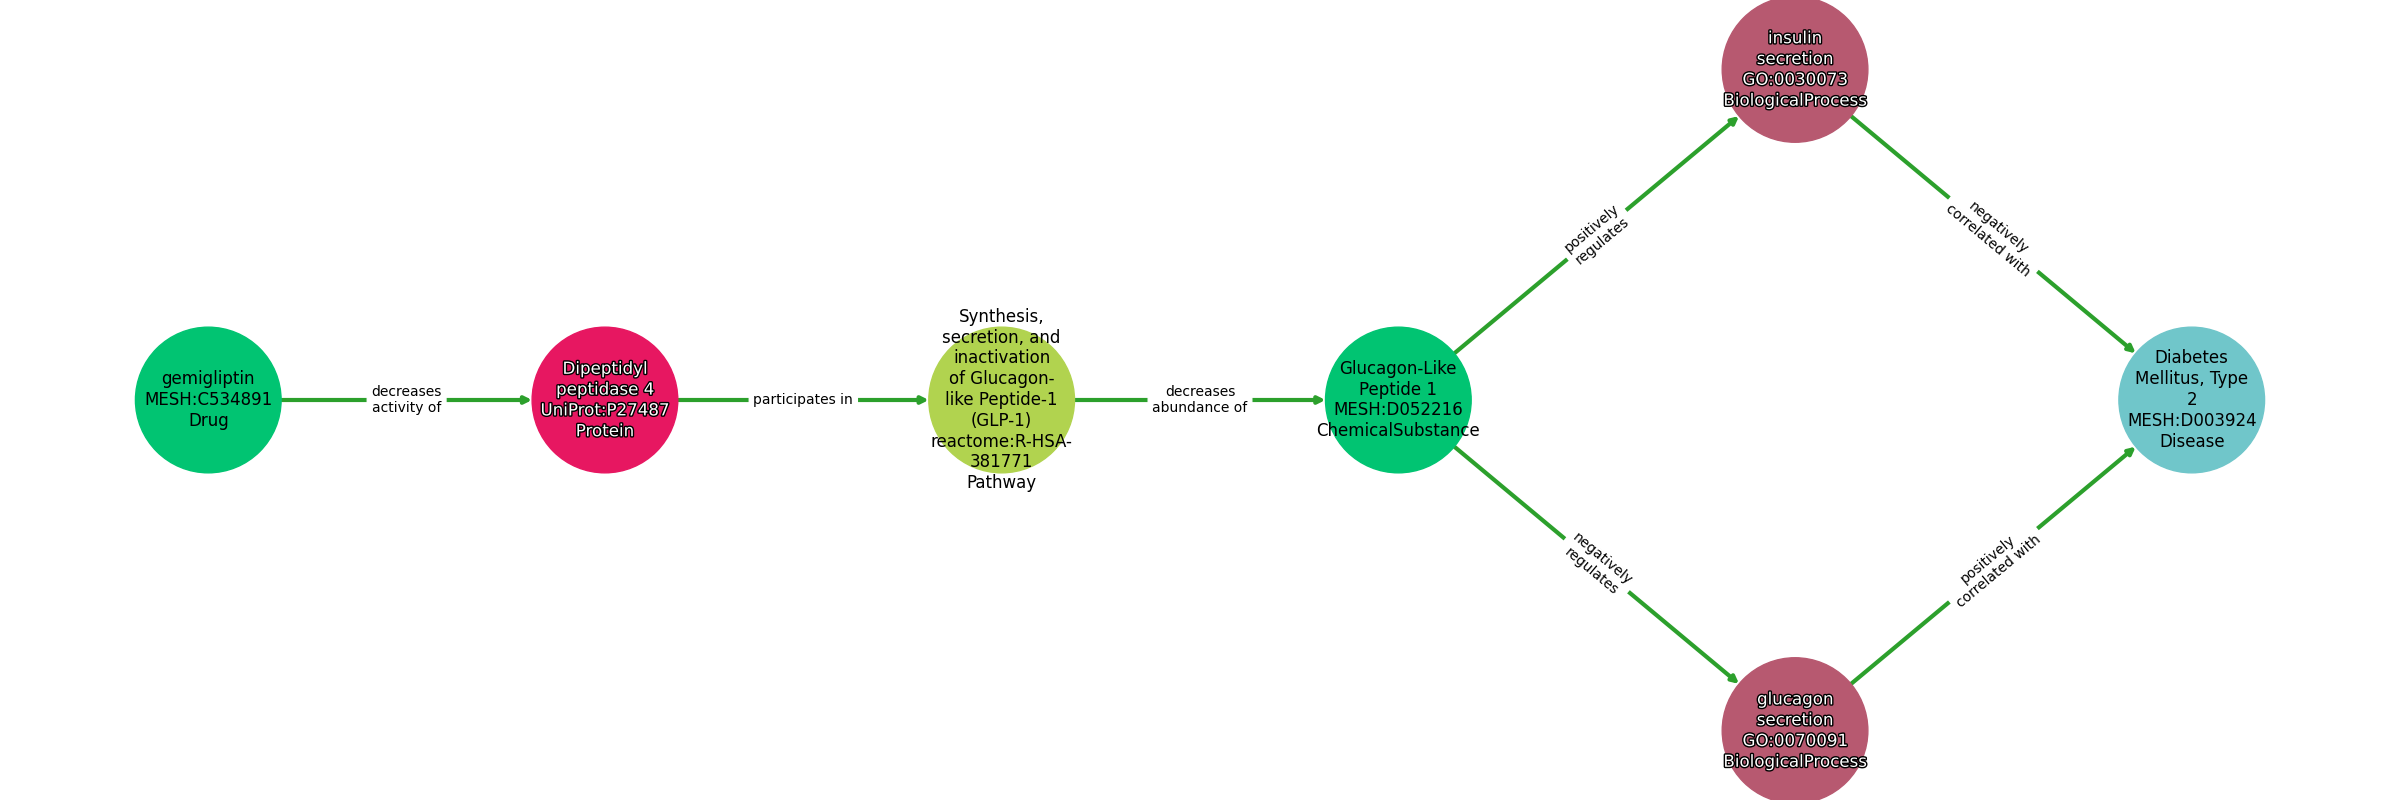 gemigliptin
MESH:C534891
Drug
decreases
activity of
Dipeptidyl
peptidase 4
UniProt:P27487
Protein
participates in
Synthesis,
secretion, and
inactivation
of Glucagon-
like Peptide-1
(GLP-1)
reactome:R-HSA-
381771
Pathway
decreases
abundance of
Glucagon-Like
Peptide 1
MESH:D052216
ChemicalSubstance
positively
regulates
negatively
regulates
insulin
secretion
GO:0030073
BiologicalProcess
glucagon
secretion
GO:0070091
BiologicalProcess
negatively
correlated with
positively
correlated with
Diabetes
Mellitus, Type
2
MESH:D003924
Disease